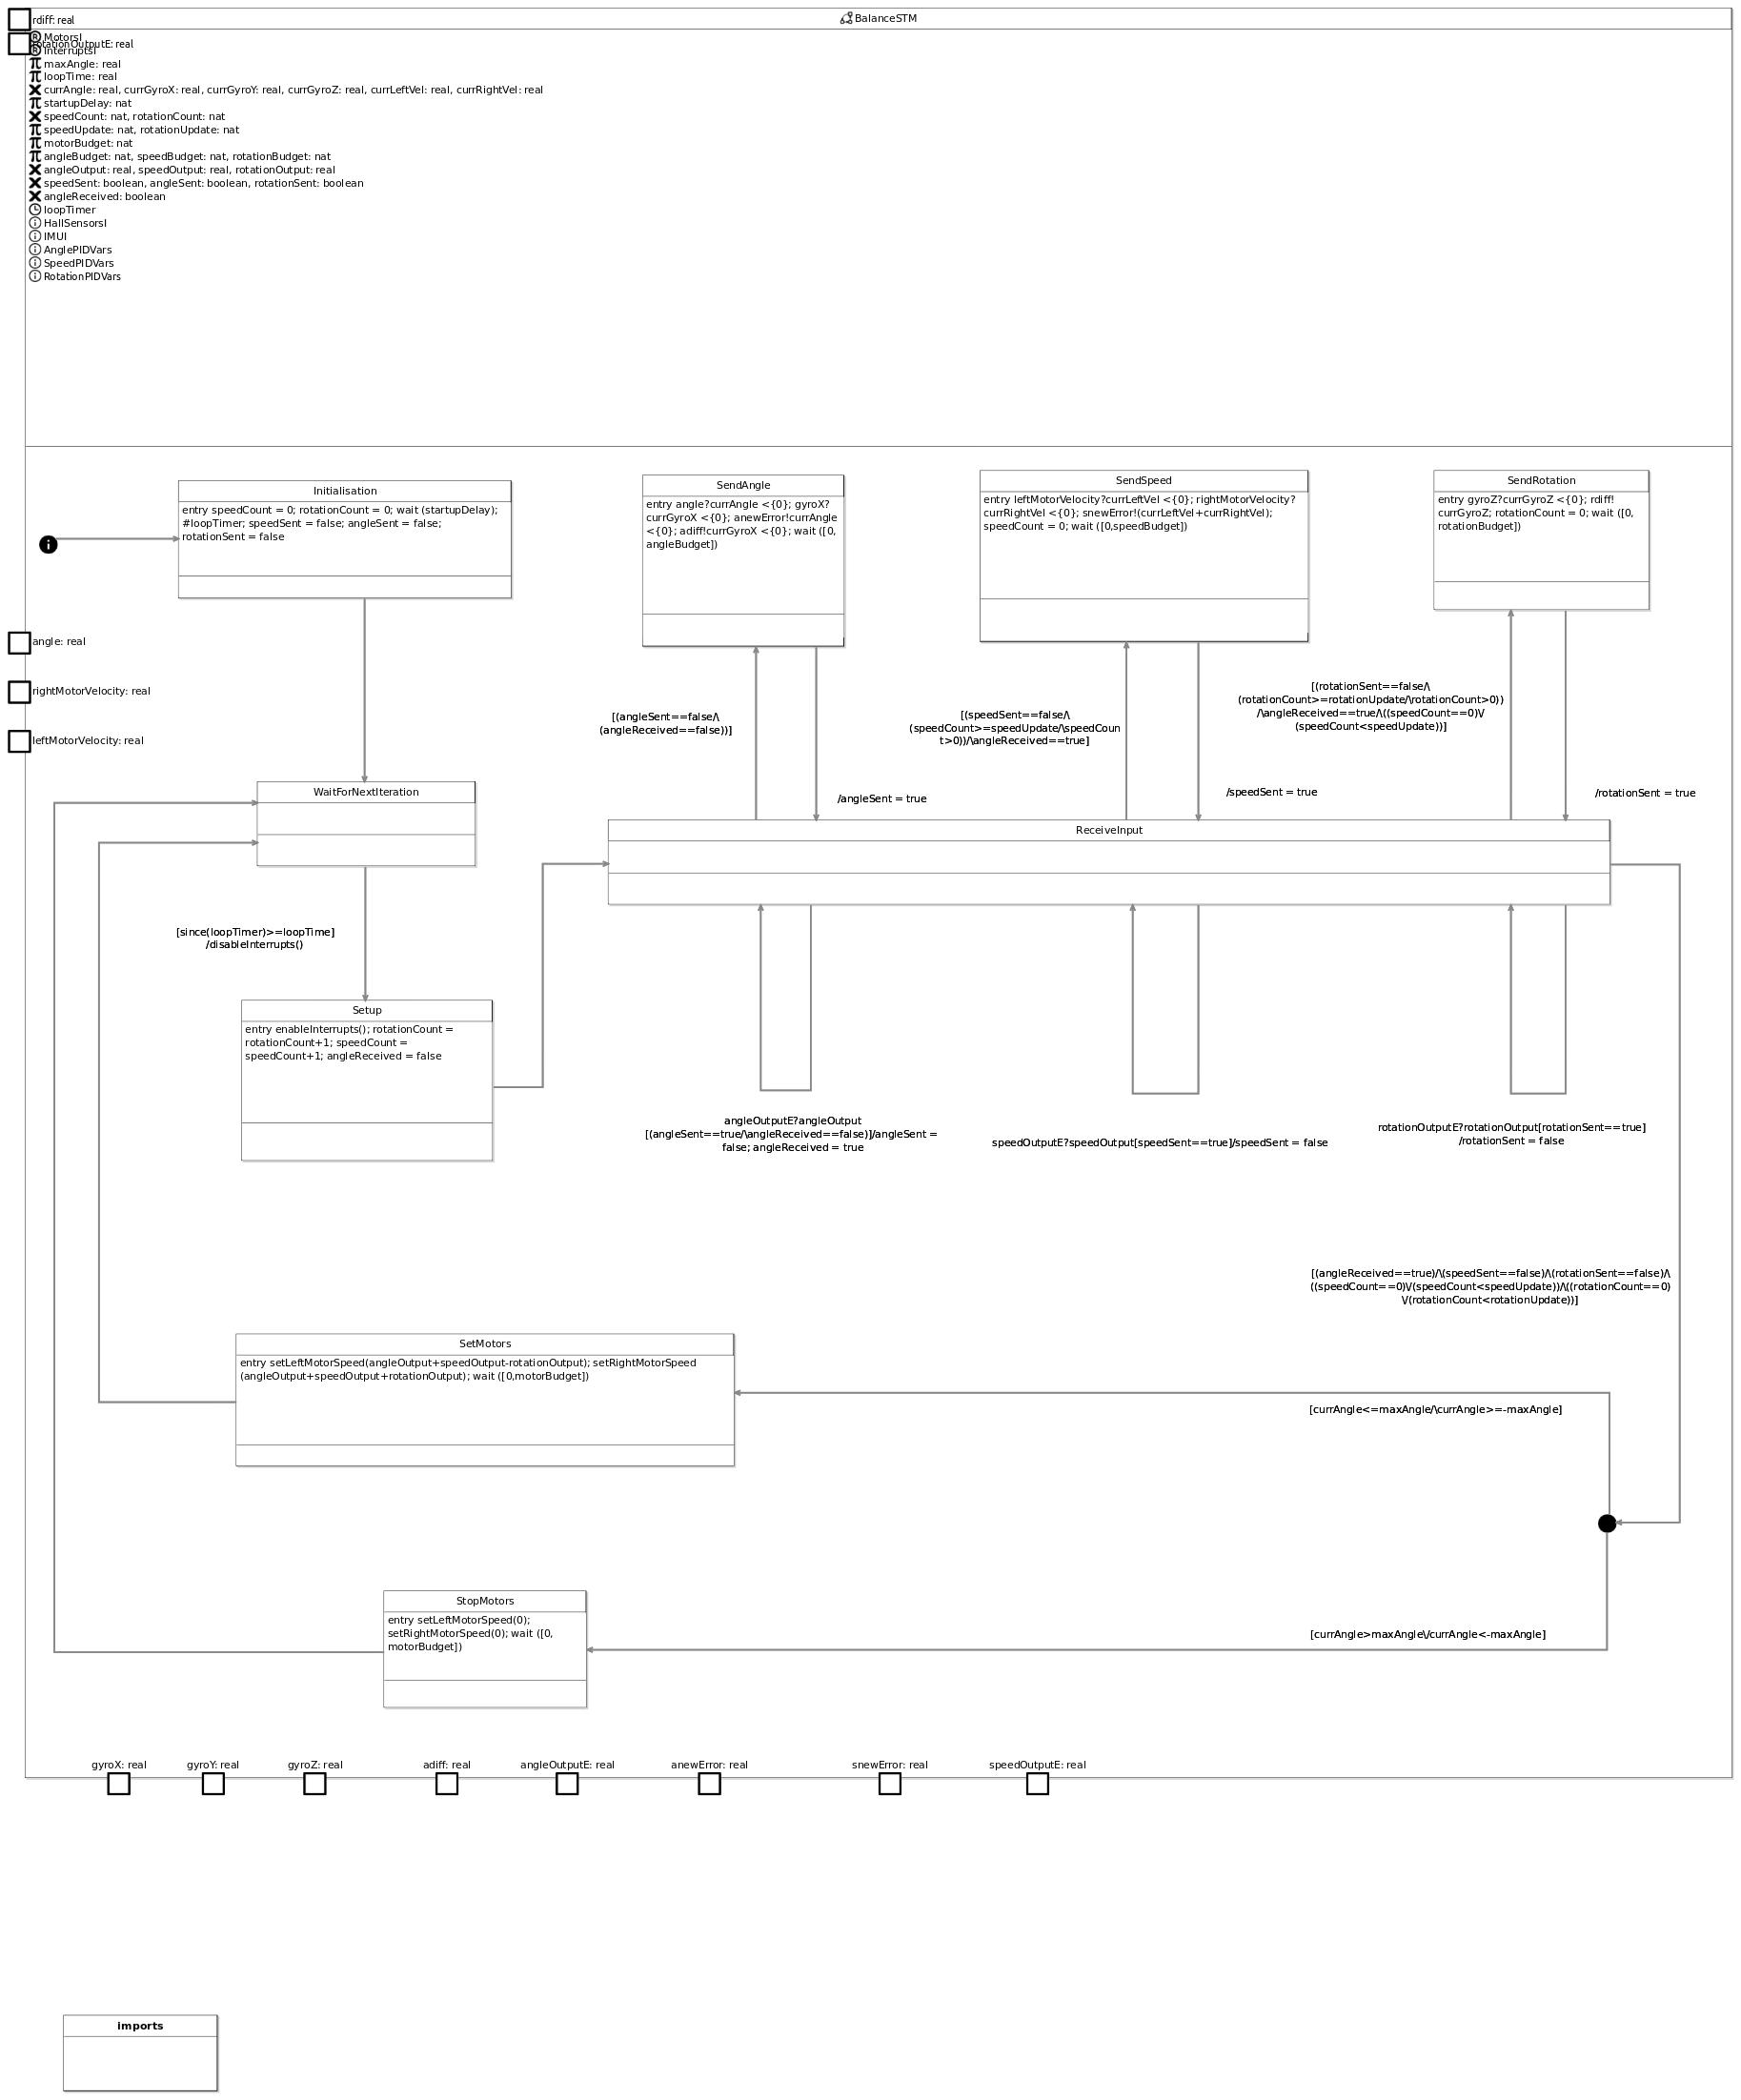 rdiff: real
BalanceSTM
MotorsI
rotationOutputE: real
InterruptsI
maxAngle: real
loopTime: real
currAngle: real, currGyroX: real, currGyroY: real, currGyroZ: real, currLeftVel: real, currRightVel: real
startupDelay: nat
speedCount: nat, rotationCount: nat
speedUpdate: nat, rotationUpdate: nat
motorBudget: nat
angleBudget: nat, speedBudget: nat, rotationBudget: nat
angleOutput: real, speedOutput: real, rotationOutput: real
speedSent: boolean, angleSent: boolean, rotationSent: boolean
angleReceived: boolean
loopTimer
HallSensorsI
IMUI
AnglePIDVars
SpeedPIDVars
RotationPIDVars
Initialisation
entry speedCount = 0; rotationCount = 0; wait (startupDelay);
#loopTimer; speedSent = false; angleSent = false;
rotationSent = false
SendAngle
entry angle?currAngle <{0}; gyroX?
currGyroX <{0}; anewError!currAngle
<{0}; adiff!currGyroX <{0}; wait ([0,
angleBudget])
SendSpeed
entry leftMotorVelocity?currLeftVel <{0}; rightMotorVelocity?
currRightVel <{0}; snewError!(currLeftVel+currRightVel);
speedCount = 0; wait ([0,speedBudget])
SendRotation
entry gyroZ?currGyroZ <{0}; rdiff!
currGyroZ; rotationCount = 0; wait ([0,
rotationBudget])
angle: real
rightMotorVelocity: real
leftMotorVelocity: real
[(angleSent==false/\
(angleReceived==false))]
[(speedSent==false/\
(speedCount>=speedUpdate/\speedCoun
t>0))/\angleReceived==true]
[(rotationSent==false/\
(rotationCount>=rotationUpdate/\rotationCount>0))
/\angleReceived==true/\((speedCount==0)\/
(speedCount<speedUpdate))]
/angleSent = true
/speedSent = true
/rotationSent = true
WaitForNextIteration
ReceiveInput
[since(loopTimer)>=loopTime]
/disableInterrupts()
Setup
entry enableInterrupts(); rotationCount =
rotationCount+1; speedCount =
speedCount+1; angleReceived = false
angleOutputE?angleOutput
[(angleSent==true/\angleReceived==false)]/angleSent =
false; angleReceived = true
speedOutputE?speedOutput[speedSent==true]/speedSent = false
rotationOutputE?rotationOutput[rotationSent==true]
/rotationSent = false
[(angleReceived==true)/\(speedSent==false)/\(rotationSent==false)/\
((speedCount==0)\/(speedCount<speedUpdate))/\((rotationCount==0)
\/(rotationCount<rotationUpdate))]
SetMotors
entry setLeftMotorSpeed(angleOutput+speedOutput-rotationOutput); setRightMotorSpeed
(angleOutput+speedOutput+rotationOutput); wait ([0,motorBudget])
[currAngle<=maxAngle/\currAngle>=-maxAngle]
StopMotors
entry setLeftMotorSpeed(0);
setRightMotorSpeed(0); wait ([0,
motorBudget])
[currAngle>maxAngle\/currAngle<-maxAngle]
gyroX: real
gyroY: real
gyroZ: real
adiff: real
angleOutputE: real
anewError: real
snewError: real
speedOutputE: real
imports